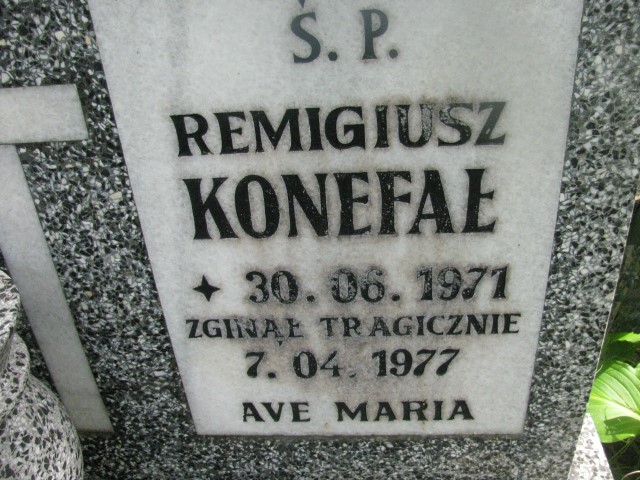 Ś. P.
REMIGIUSZ
KONEFAŁ
✦ 30. 06. 1971
ZGINĄŁ TRAGICZNIE
7. 04. 1977
AVE MARIA